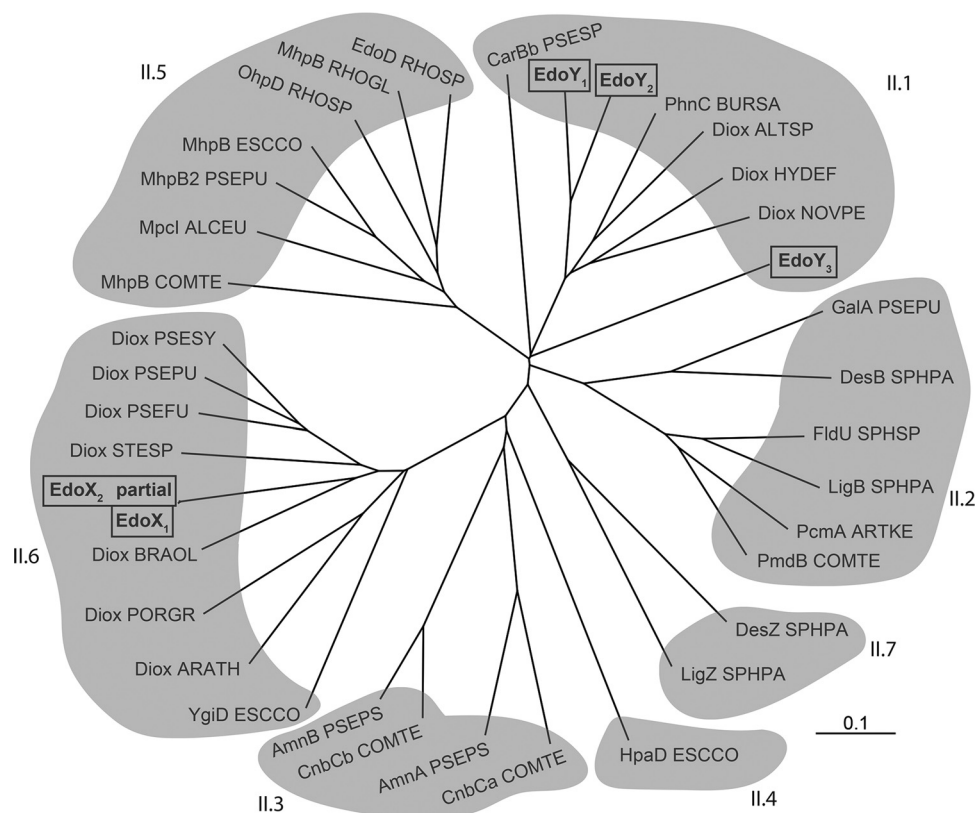 II.5
EdoD RHOSP
MhpB RHOGL
OhpD RHOSP
MhpB ESCCO
MhpB2 PSEPU
MpcI ALCEU
MhpB COMTE
II.1
CarBb PSESP
EdoY1
EdoY2
PhnC BURSA
Diox ALTSP
Diox HYDEF
Diox NOVPE
EdoY3
GalA PSEPU
DesB SPHPA
FldU SPHSP
LigB SPHPA
II.2
PcmA ARTKE
PmdB COMTE
DesZ SPHPA
II.7
LigZ SPHPA
0.1
HpaD ESCCO
II.4
Diox PSESY
Diox PSEPU
Diox PSEFU
Diox STESP
EdoX2 partial
EdoX1
II.6
Diox BRAOL
Diox PORGR
Diox ARATH
YgiD ESCCO
AmnB PSEPS
CnbCb COMTE
AmnA PSEPS
CnbCa COMTE
II.3